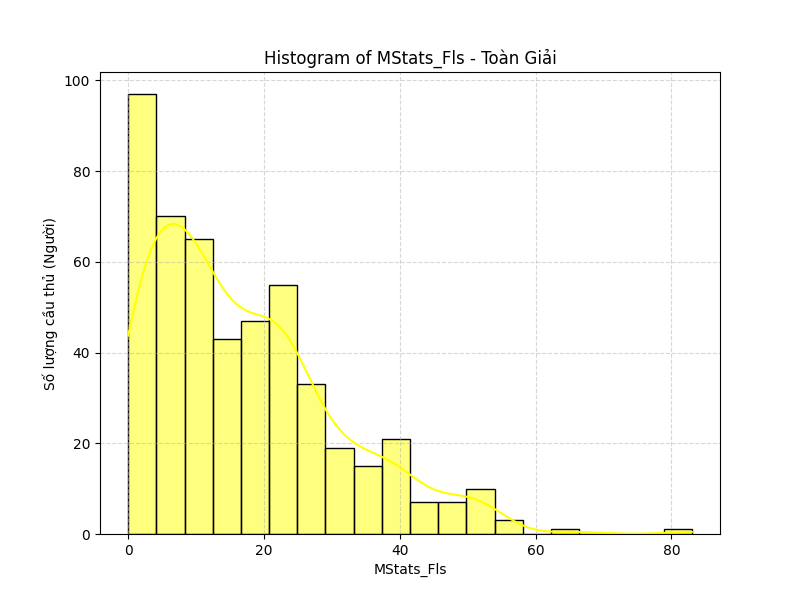 Histogram of MStats_Fls - Toàn Giải
Số lượng cầu thủ (Người)
100
80
60
40
20
0
0 20 40 60 80
MStats_Fls